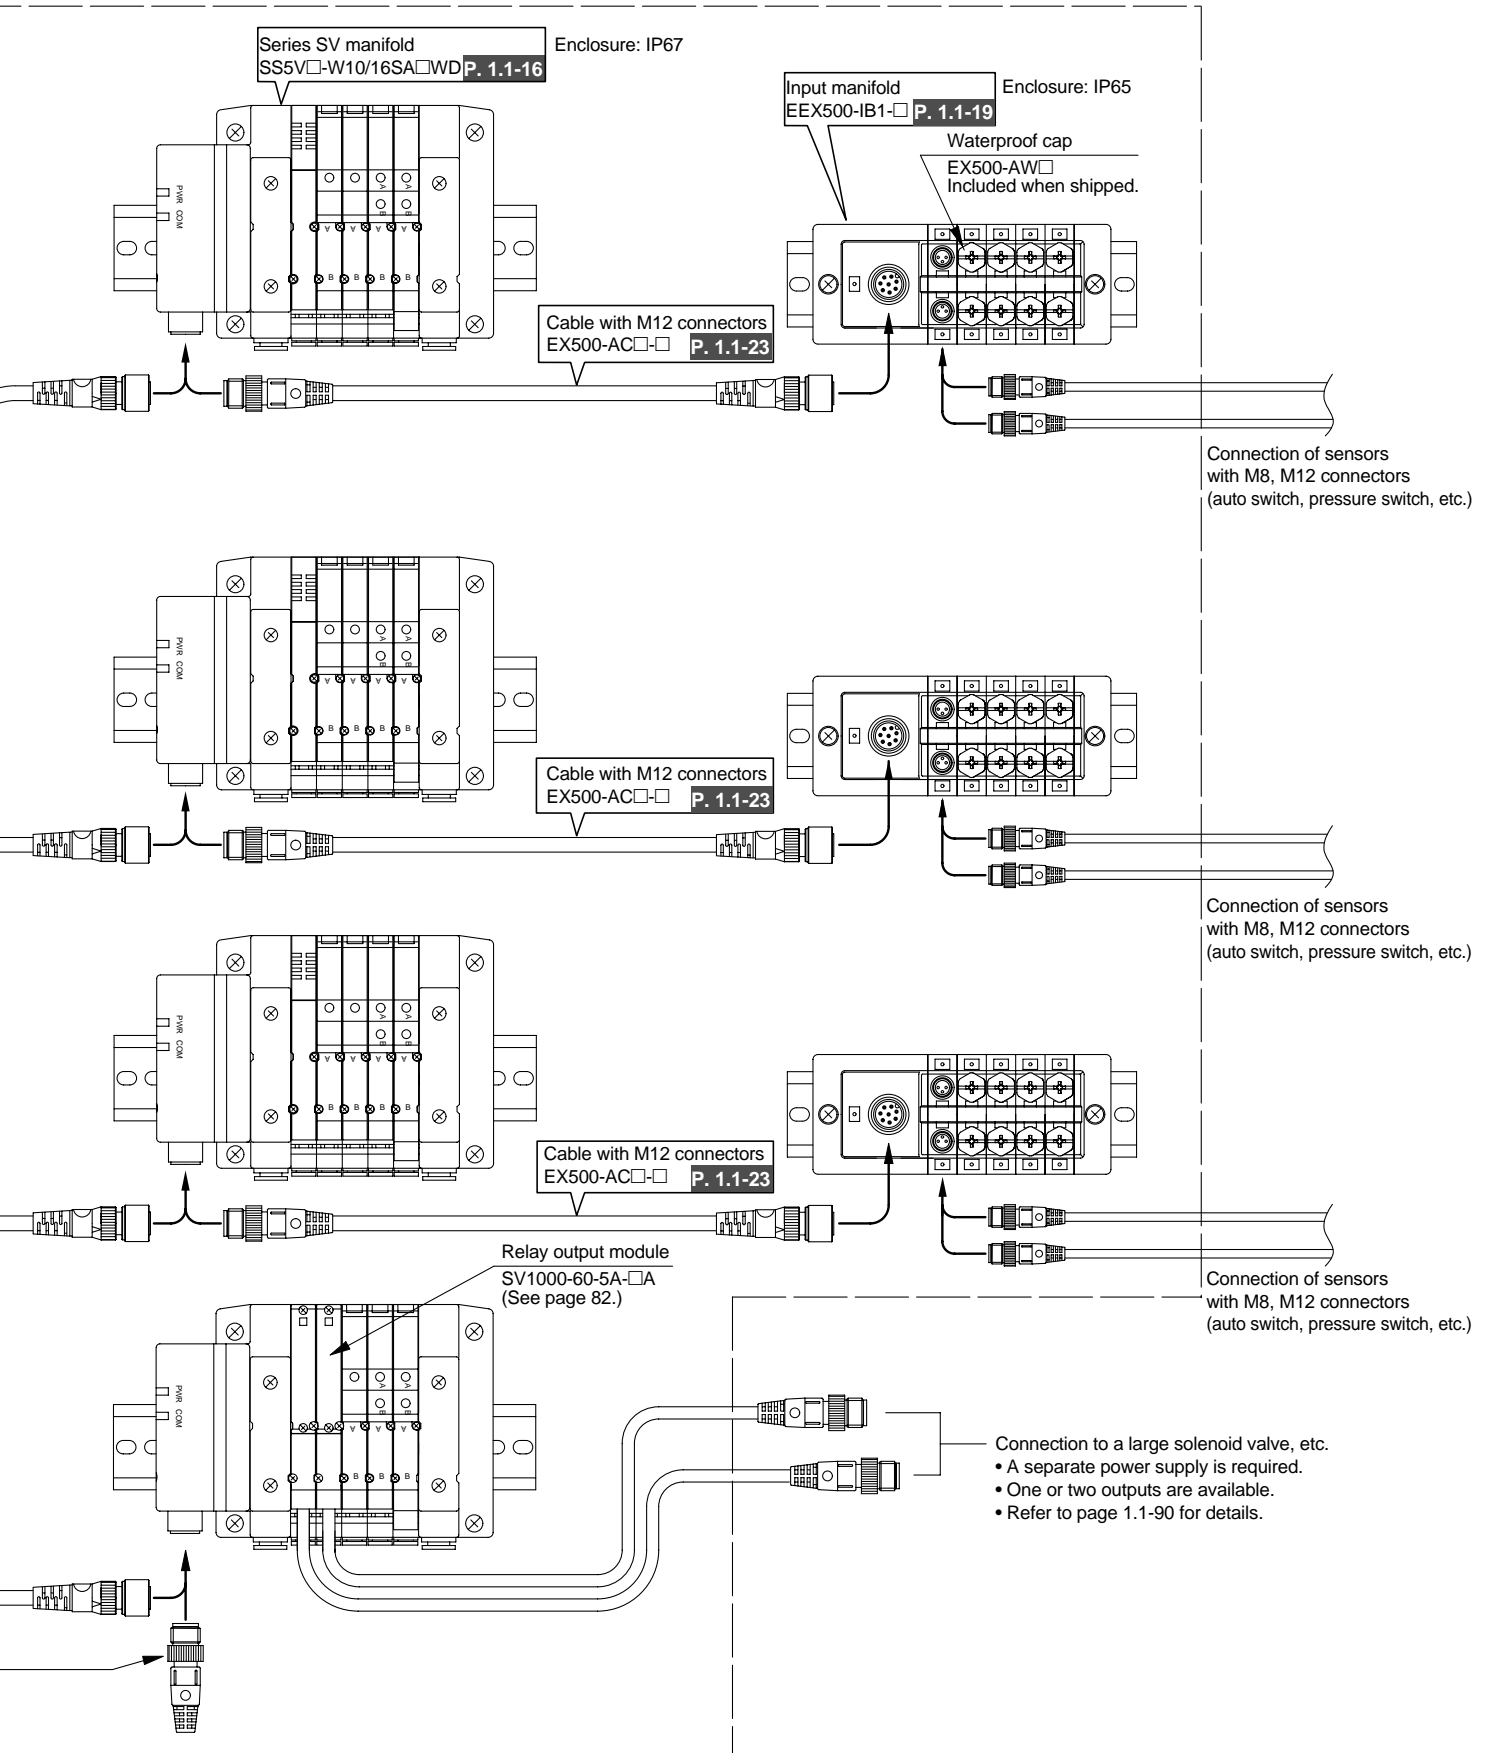 Series SV manifold
SS5V□-W10/16SA□WD P. 1.1-16
Enclosure: IP67
Input manifold
EEX500-IB1-□ P. 1.1-19
Enclosure: IP65
Waterproof cap
EX500-AW□
Included when shipped.
PWR COM
A A B
A A A A
B B B B
Cable with M12 connectors
EX500-AC□-□ P. 1.1-23
Connection of sensors
with M8, M12 connectors
(auto switch, pressure switch, etc.)
PWR COM
A A B
A A A A
B B B B
Cable with M12 connectors
EX500-AC□-□ P. 1.1-23
Connection of sensors
with M8, M12 connectors
(auto switch, pressure switch, etc.)
PWR COM
A A B B
A A A A
B B B B
Cable with M12 connectors
EX500-AC□-□ P. 1.1-23
Relay output module
SV1000-60-5A-□A
(See page 82.)
Connection of sensors
with M8, M12 connectors
(auto switch, pressure switch, etc.)
PWR COM
A A B B
A A A
B B B
Connection to a large solenoid valve, etc.
• A separate power supply is required.
• One or two outputs are available.
• Refer to page 1.1-90 for details.